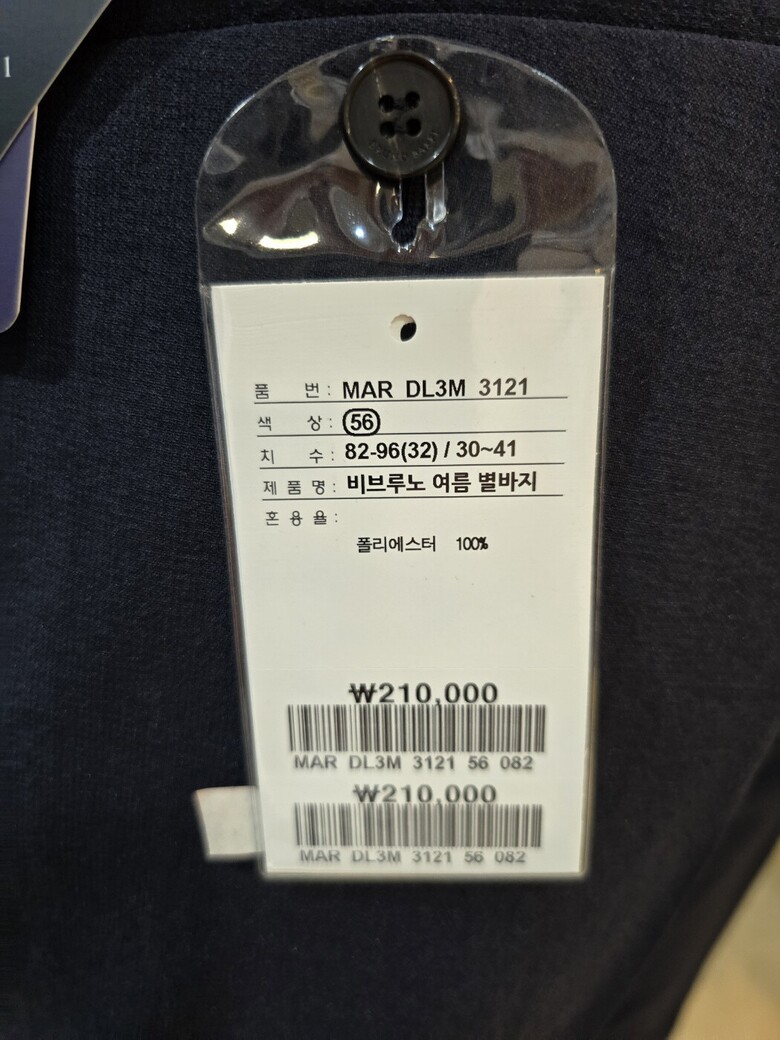 1
품 번 : MAR DL3M 3121
색 상 : 56
치 수 : 82-96(32) / 30~41
제 품 명 : 비브루노 여름 별바지
혼 용 율 :
폴리에스터 100%
₩210,000
MAR DL3M 3121 56 082
₩210,000
MAR DL3M 3121 56 082